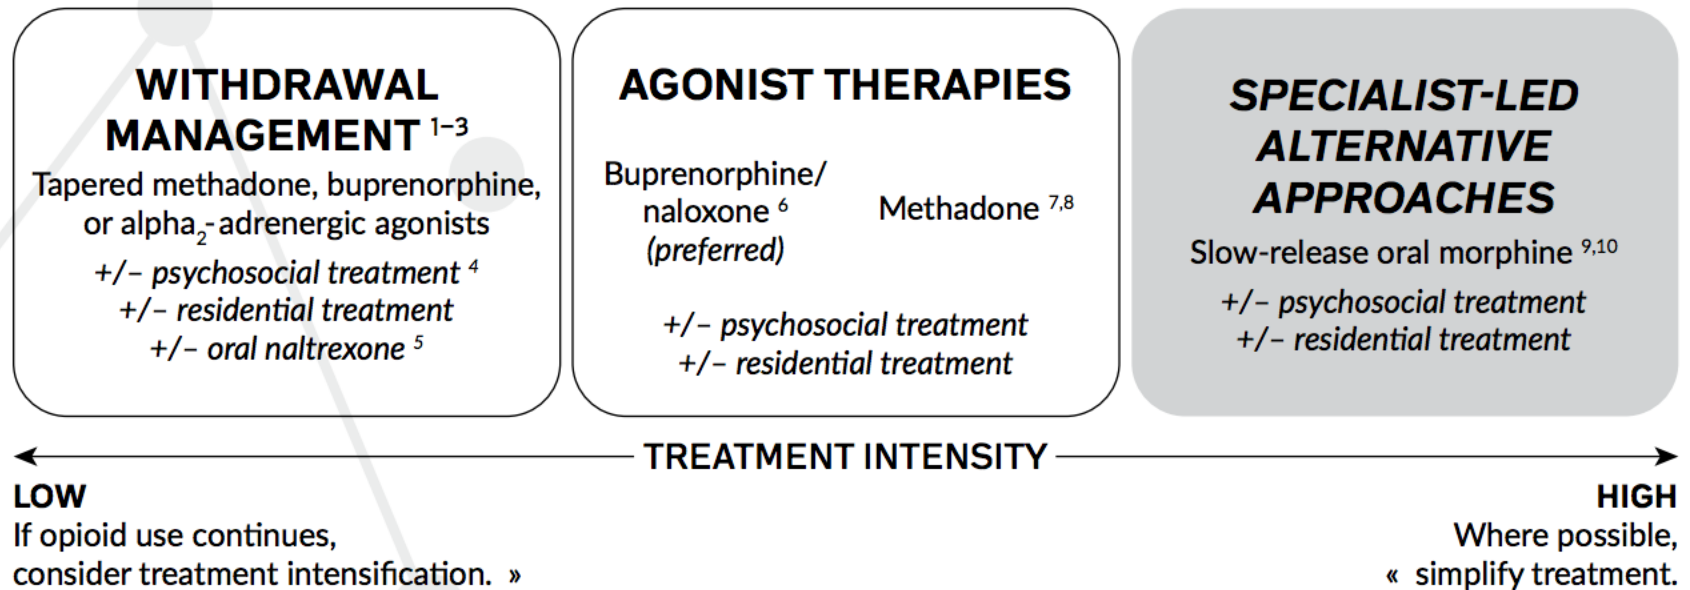 WITHDRAWAL
MANAGEMENT 1–3
Tapered methadone, buprenorphine,
or alpha2-adrenergic agonists
+/– psychosocial treatment 4
+/– residential treatment
+/– oral naltrexone 5
AGONIST THERAPIES
Buprenorphine/
naloxone 6
(preferred)
Methadone 7,8
+/– psychosocial treatment
+/– residential treatment
SPECIALIST-LED
ALTERNATIVE
APPROACHES
Slow-release oral morphine 9,10
+/– psychosocial treatment
+/– residential treatment
TREATMENT INTENSITY
LOW
If opioid use continues,
consider treatment intensification. »
HIGH
Where possible,
« simplify treatment.